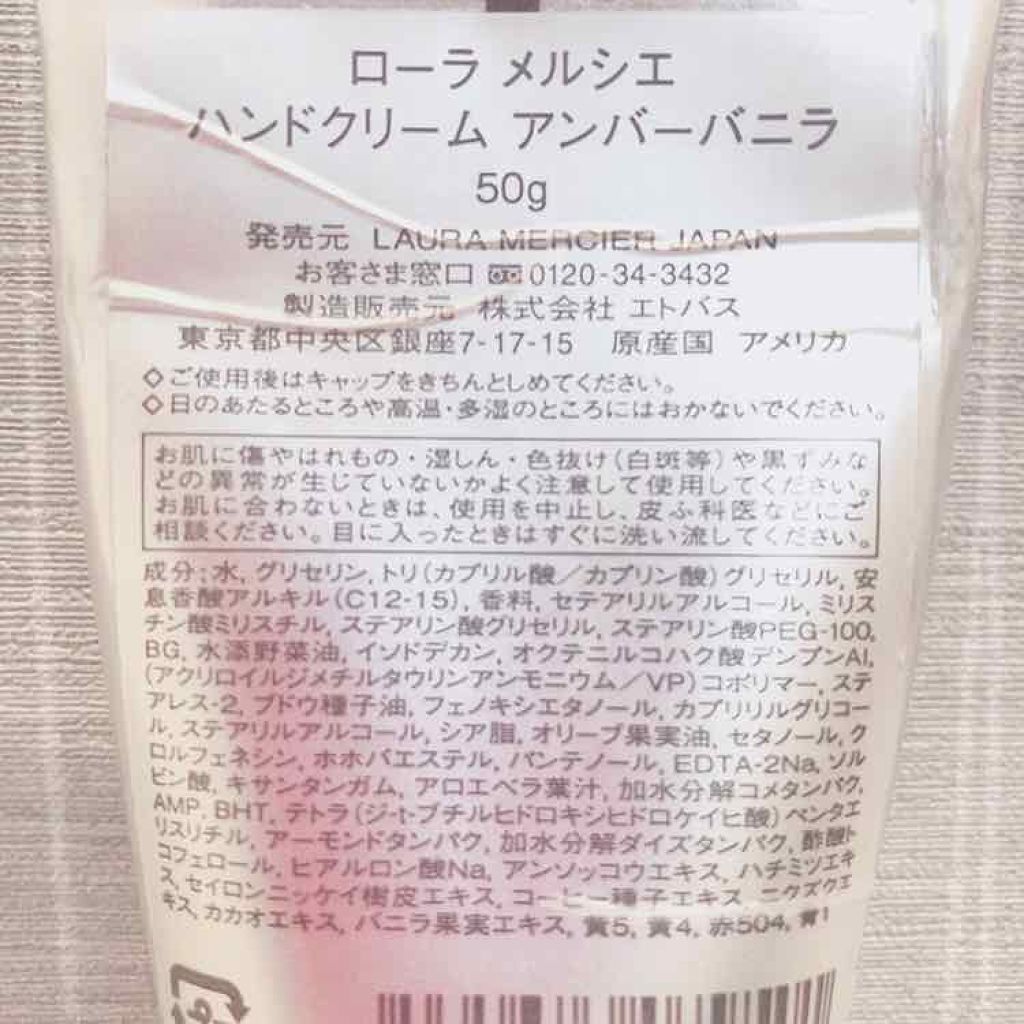 ローラ メルシエ
ハンドクリーム アンバーバニラ
50g
発売元 LAURA MERCIER JAPAN
お客さま窓口 0120-34-3432
製造販売元 株式会社 エトバス
東京都中央区銀座7-17-15 原産国 アメリカ
◇ご使用後はキャップをきちんとしめてください。
◇日のあたるところや高温・多湿のところにはおかないでください。
お肌に傷やはれもの・湿しん・色抜け(白斑等)や黒ずみな
どの異常が生じていないかよく注意して使用してください。
お肌に合わないときは、使用を中止し、皮ふ科医などにご
相談ください。目に入ったときはすぐに洗い流してください。
成分:水, グリセリン, トリ(カプリル酸/カプリン酸)グリセリル, 安
息香酸アルキル(C12-15), 香料, セテアリルアルコール, ミリス
チン酸ミリスチル, ステアリン酸グリセリル, ステアリン酸PEG-100,
BG, 水添野菜油, イソドデカン, オクテニルコハク酸デンプンAl,
(アクリロイルジメチルタウリンアンモニウム/VP)コポリマー, ステ
アレス-2, ブドウ種子油, フェノキシエタノール, カプリリルグリコー
ル, ステアリルアルコール, シア脂, オリーブ果実油, セタノール, ク
ロルフェネシン, ホホバエステル, パンテノール, EDTA-2Na, ソル
ビン酸, キサンタンガム, アロエベラ葉汁, 加水分解コメタンパク,
AMP, BHT, テトラ(ジ-t-ブチルヒドロキシヒドロケイヒ酸)ペンタエ
リスリチル, アーモンドタンパク, 加水分解ダイズタンパク, 酢酸ト
コフェロール, ヒアルロン酸Na, アンソッコウエキス, ハチミツエキ
ス, セイロンニッケイ樹皮エキス, コーヒー種子エキス, ニクズクエ
キス, カカオエキス, バニラ果実エキス, 黄5, 黄4, 赤504, 青1